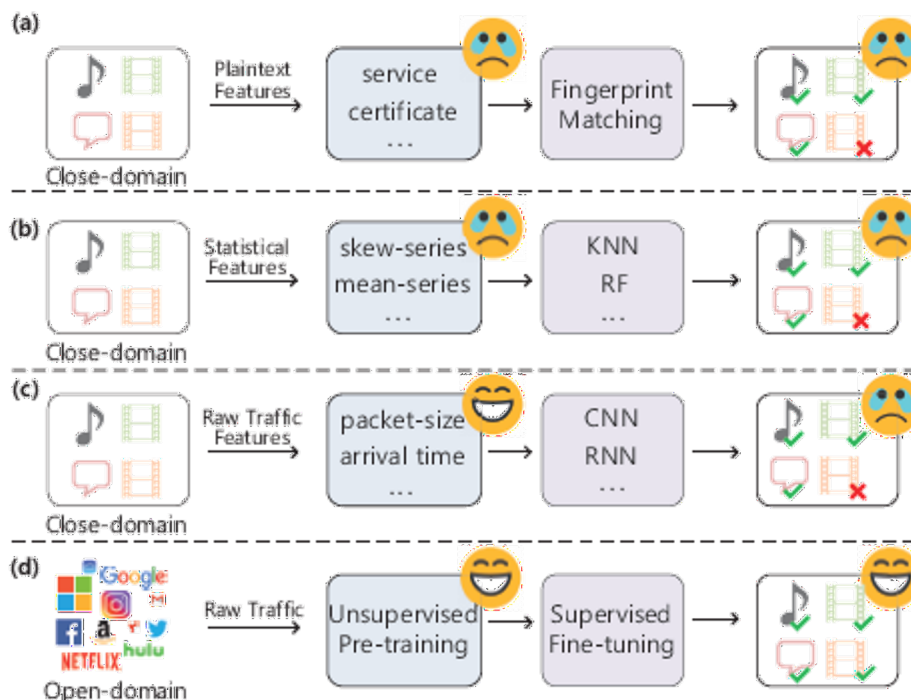 (a)
Plaintext
Features
service
certificate
...
Fingerprint
Matching
Close-domain
(b)
Statistical
Features
skew-series
mean-series
...
KNN
RF
...
Close-domain
(c)
Raw Traffic
Features
packet-size
arrival time
...
CNN
RNN
...
Close-domain
(d)
Google
a
hulu
NETFLIX
Raw Traffic
Unsupervised
Pre-training
Supervised
Fine-tuning
Open-domain